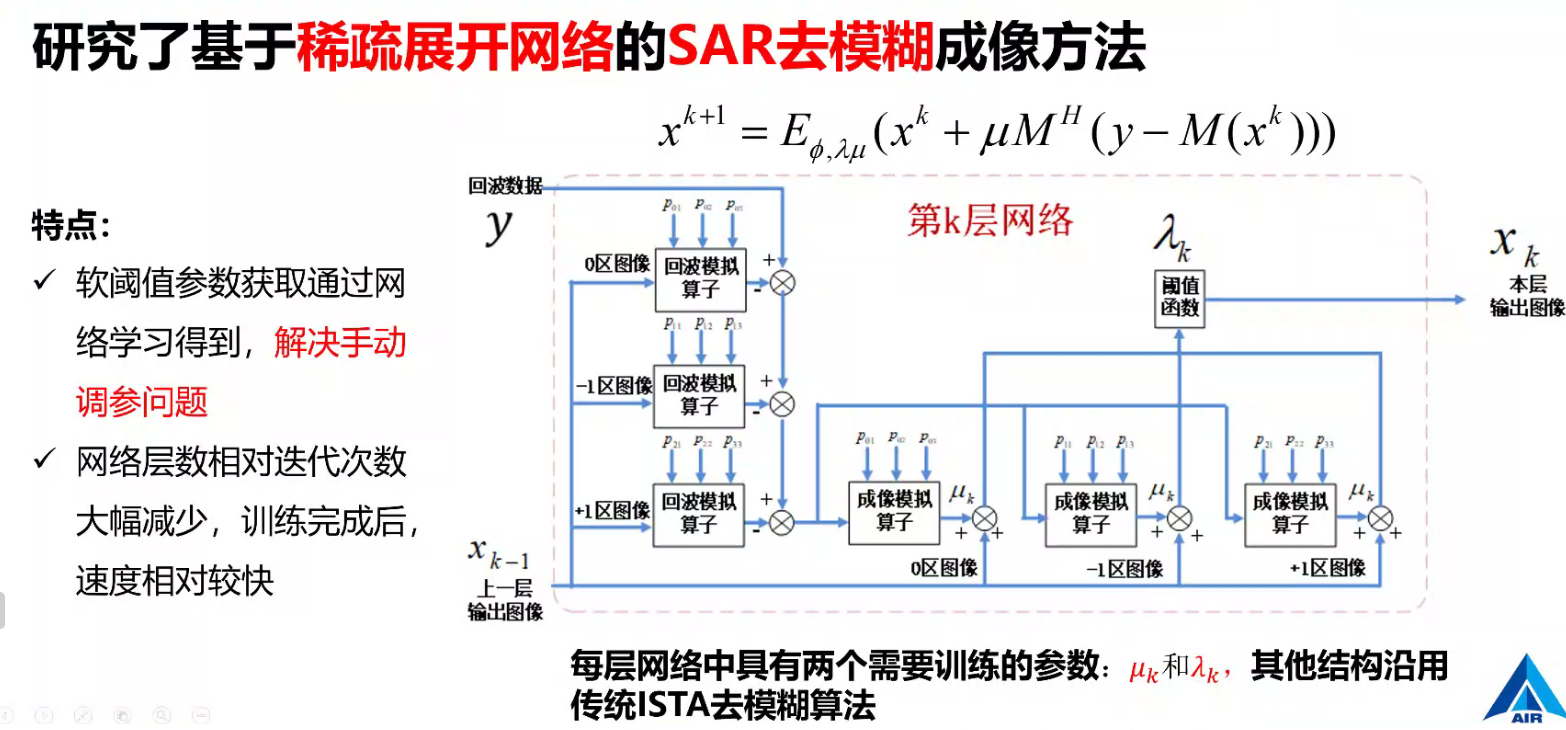 研究了基于稀疏展开网络的SAR去模糊成像方法
x^{k+1} = E_{ϕ,λμ}(x^k + μM^H(y − M(x^k)))
特点：
✓ 软阈值参数获取通过网
络学习得到，解决手动
调参问题
✓ 网络层数相对迭代次数
大幅减少，训练完成后，
速度相对较快
回波数据
y
第k层网络
p_{01} p_{02} p_{03}
0区图像
回波模拟
算子
+
-
p_{11} p_{12} p_{13}
-1区图像
回波模拟
算子
+
-
p_{21} p_{22} p_{33}
+1区图像
回波模拟
算子
+
-
x_{k-1}
上一层
输出图像
p_{01} p_{02} p_{03}
成像模拟
算子
μ_k
+ +
0区图像
p_{11} p_{12} p_{13}
成像模拟
算子
μ_k
+ +
-1区图像
p_{21} p_{22} p_{33}
成像模拟
算子
μ_k
+ +
+1区图像
λ_k
阈值
函数
x_k
本层
输出图像
每层网络中具有两个需要训练的参数：μ_k和λ_k，其他结构沿用
传统ISTA去模糊算法
AIR